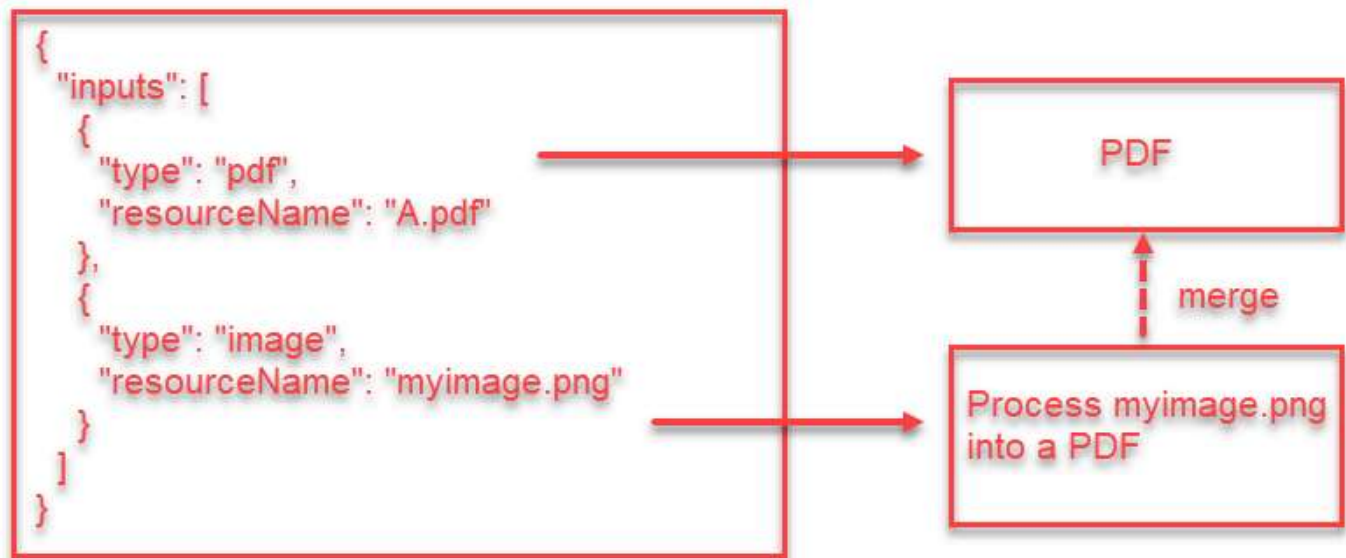 {
"inputs": [
{
"type": "pdf",
"resourceName": "A.pdf"
},
{
"type": "image",
"resourceName": "myimage.png"
}
]
}
PDF
merge
Process myimage.png
into a PDF